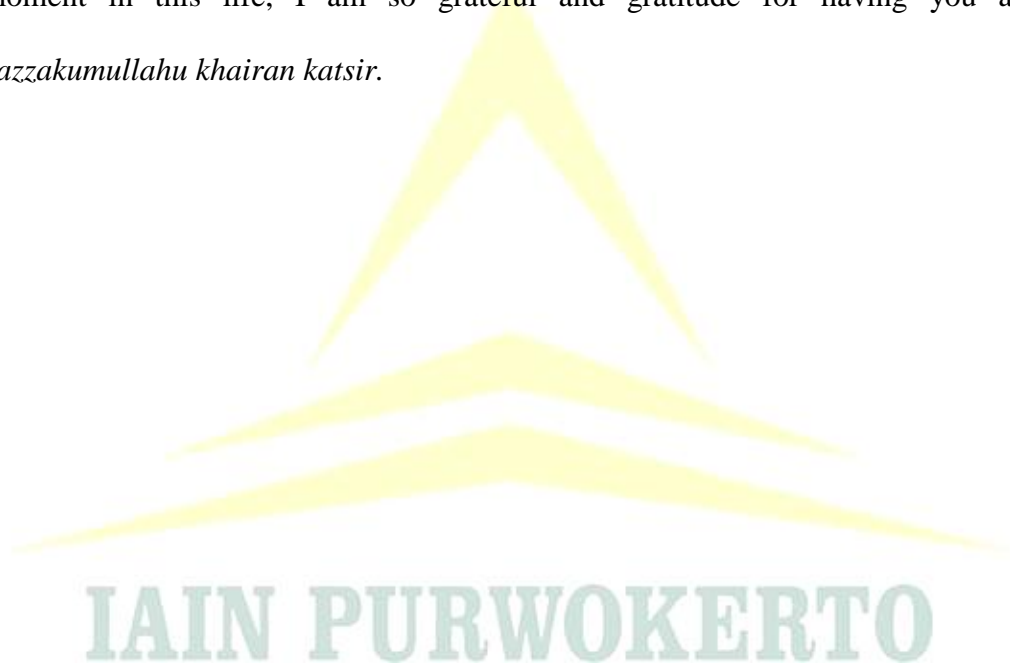 moment in this life, I am so grateful and gratitude for having you a
azzakumullahu khairan katsir.
IAIN PURWOKERTO